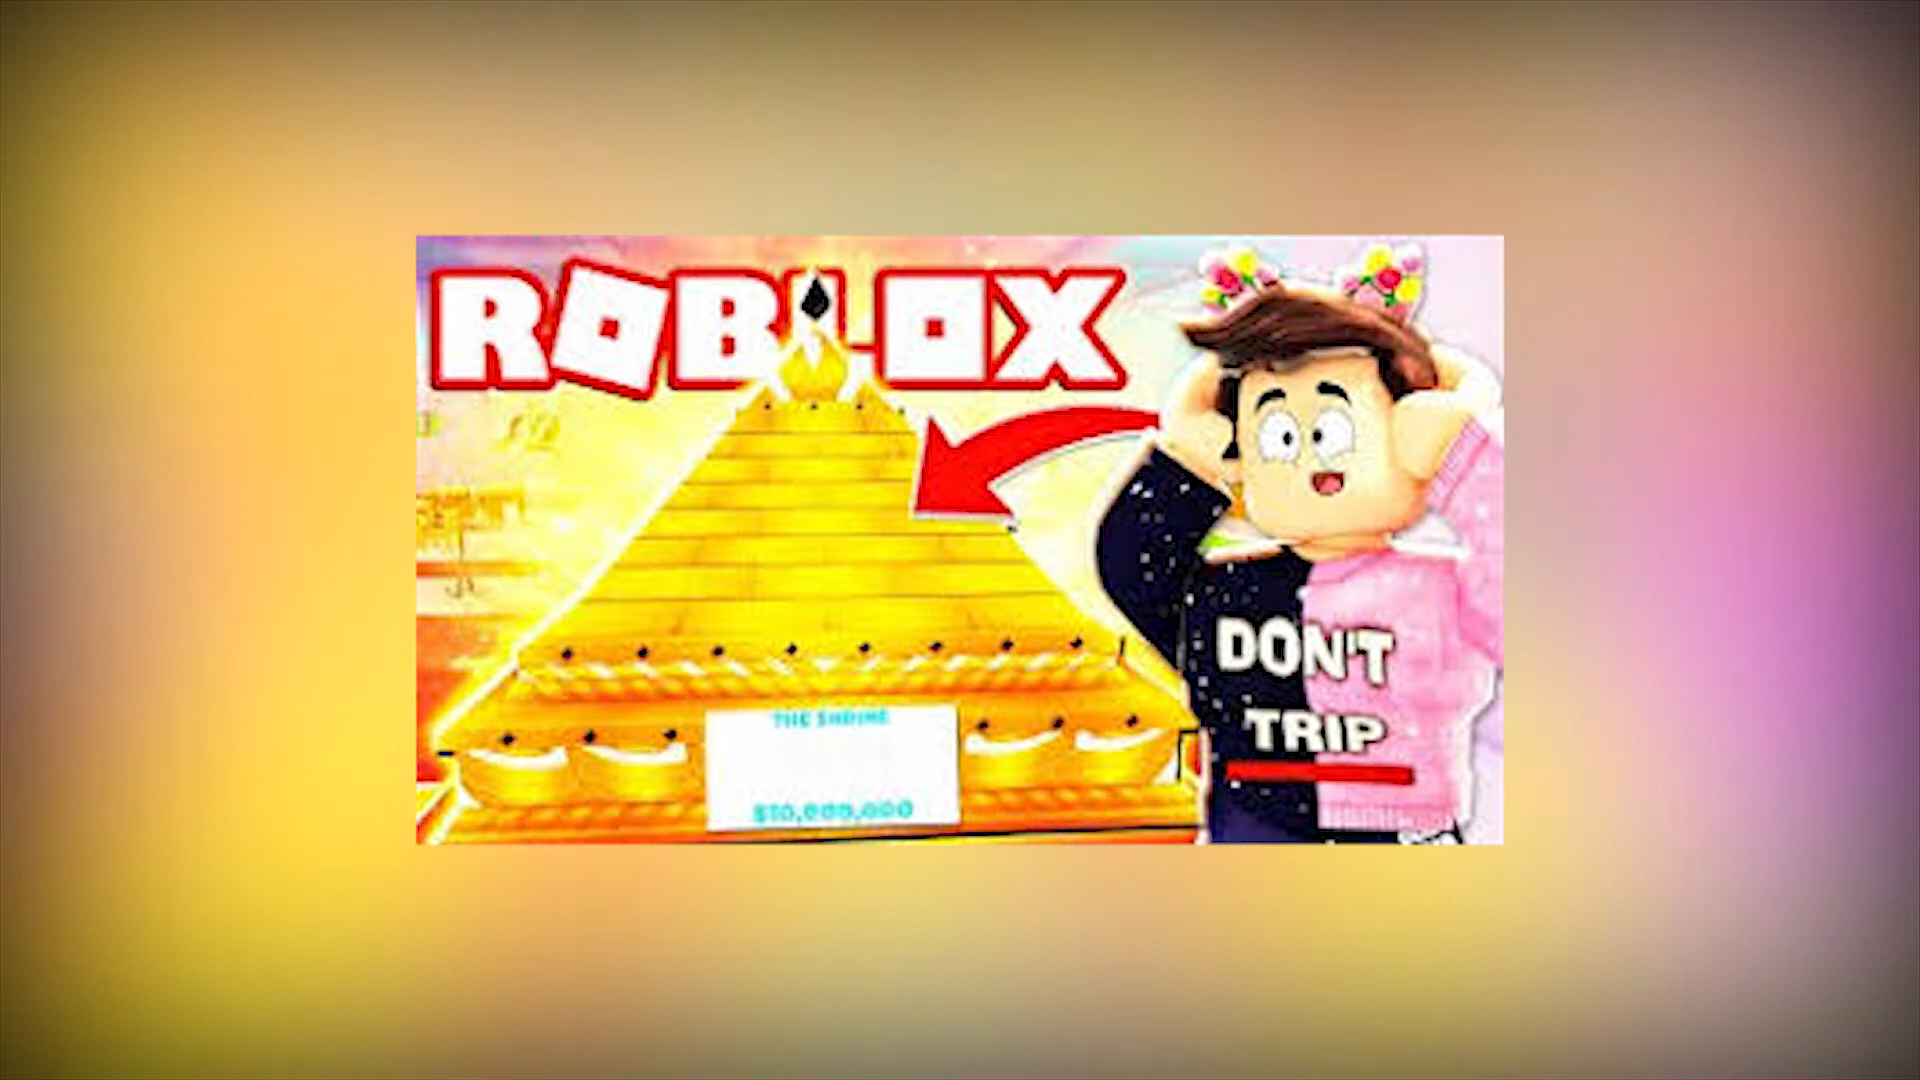 ROBLOX
DON'T
TRIP
THE SHRINE
$10,000,000